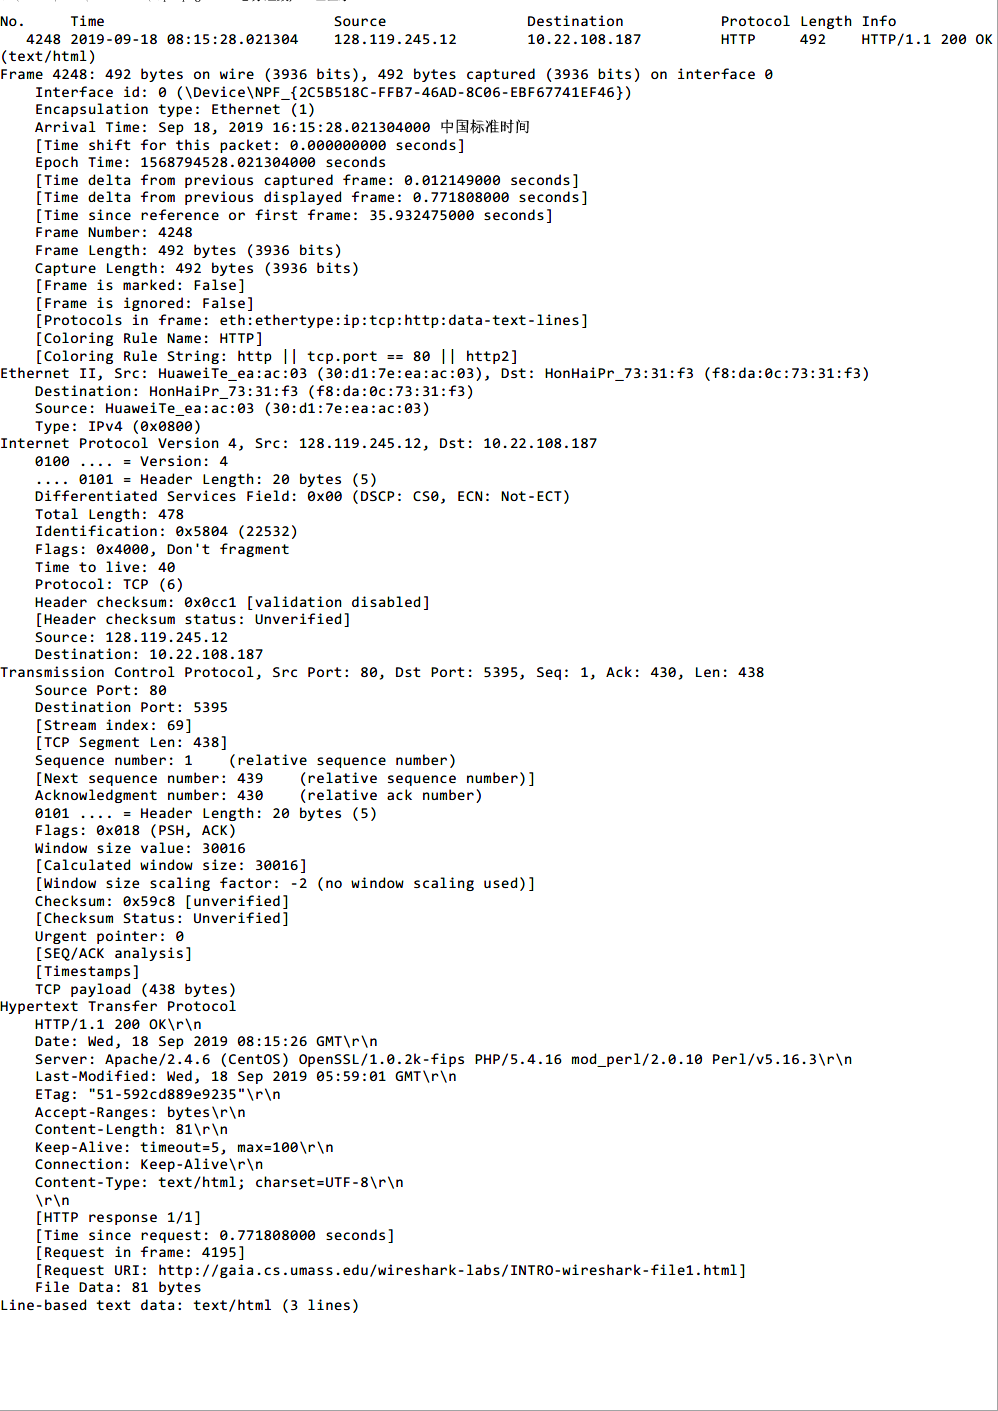 No.     Time                          Source                Destination           Protocol Length Info
   4248 2019-09-18 08:15:28.021304    128.119.245.12        10.22.108.187         HTTP     492    HTTP/1.1 200 OK
(text/html)
Frame 4248: 492 bytes on wire (3936 bits), 492 bytes captured (3936 bits) on interface 0
    Interface id: 0 (\Device\NPF_{2C5B518C-FFB7-46AD-8C06-EBF67741EF46})
    Encapsulation type: Ethernet (1)
    Arrival Time: Sep 18, 2019 16:15:28.021304000 中国标准时间
    [Time shift for this packet: 0.000000000 seconds]
    Epoch Time: 1568794528.021304000 seconds
    [Time delta from previous captured frame: 0.012149000 seconds]
    [Time delta from previous displayed frame: 0.771808000 seconds]
    [Time since reference or first frame: 35.932475000 seconds]
    Frame Number: 4248
    Frame Length: 492 bytes (3936 bits)
    Capture Length: 492 bytes (3936 bits)
    [Frame is marked: False]
    [Frame is ignored: False]
    [Protocols in frame: eth:ethertype:ip:tcp:http:data-text-lines]
    [Coloring Rule Name: HTTP]
    [Coloring Rule String: http || tcp.port == 80 || http2]
Ethernet II, Src: HuaweiTe_ea:ac:03 (30:d1:7e:ea:ac:03), Dst: HonHaiPr_73:31:f3 (f8:da:0c:73:31:f3)
    Destination: HonHaiPr_73:31:f3 (f8:da:0c:73:31:f3)
    Source: HuaweiTe_ea:ac:03 (30:d1:7e:ea:ac:03)
    Type: IPv4 (0x0800)
Internet Protocol Version 4, Src: 128.119.245.12, Dst: 10.22.108.187
    0100 .... = Version: 4
    .... 0101 = Header Length: 20 bytes (5)
    Differentiated Services Field: 0x00 (DSCP: CS0, ECN: Not-ECT)
    Total Length: 478
    Identification: 0x5804 (22532)
    Flags: 0x4000, Don't fragment
    Time to live: 40
    Protocol: TCP (6)
    Header checksum: 0x0cc1 [validation disabled]
    [Header checksum status: Unverified]
    Source: 128.119.245.12
    Destination: 10.22.108.187
Transmission Control Protocol, Src Port: 80, Dst Port: 5395, Seq: 1, Ack: 430, Len: 438
    Source Port: 80
    Destination Port: 5395
    [Stream index: 69]
    [TCP Segment Len: 438]
    Sequence number: 1    (relative sequence number)
    [Next sequence number: 439    (relative sequence number)]
    Acknowledgment number: 430    (relative ack number)
    0101 .... = Header Length: 20 bytes (5)
    Flags: 0x018 (PSH, ACK)
    Window size value: 30016
    [Calculated window size: 30016]
    [Window size scaling factor: -2 (no window scaling used)]
    Checksum: 0x59c8 [unverified]
    [Checksum Status: Unverified]
    Urgent pointer: 0
    [SEQ/ACK analysis]
    [Timestamps]
    TCP payload (438 bytes)
Hypertext Transfer Protocol
    HTTP/1.1 200 OK\r\n
    Date: Wed, 18 Sep 2019 08:15:26 GMT\r\n
    Server: Apache/2.4.6 (CentOS) OpenSSL/1.0.2k-fips PHP/5.4.16 mod_perl/2.0.10 Perl/v5.16.3\r\n
    Last-Modified: Wed, 18 Sep 2019 05:59:01 GMT\r\n
    ETag: "51-592cd889e9235"\r\n
    Accept-Ranges: bytes\r\n
    Content-Length: 81\r\n
    Keep-Alive: timeout=5, max=100\r\n
    Connection: Keep-Alive\r\n
    Content-Type: text/html; charset=UTF-8\r\n
    \r\n
    [HTTP response 1/1]
    [Time since request: 0.771808000 seconds]
    [Request in frame: 4195]
    [Request URI: http://gaia.cs.umass.edu/wireshark-labs/INTRO-wireshark-file1.html]
    File Data: 81 bytes
Line-based text data: text/html (3 lines)